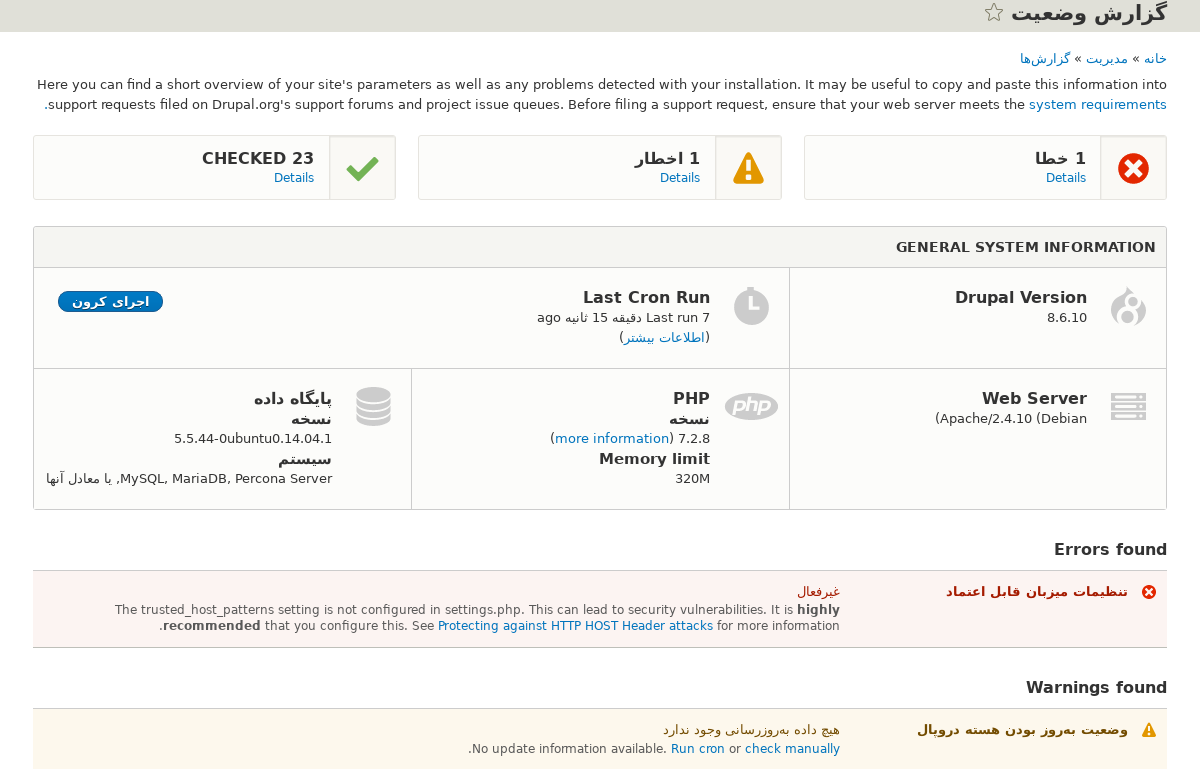 گزارش وضعیت
خانه » مدیریت » گزارش‌ها
Here you can find a short overview of your site's parameters as well as any problems detected with your installation. It may be useful to copy and paste this information into
support requests filed on Drupal.org's support forums and project issue queues. Before filing a support request, ensure that your web server meets the system requirements.
1 خطا
Details
1 اخطار
Details
CHECKED 23
Details
GENERAL SYSTEM INFORMATION
Drupal Version
8.6.10
Last Cron Run
Last run 7 دقیقه 15 ثانیه ago
(اطلاعات بیشتر)
اجرای کرون
Web Server
Apache/2.4.10 (Debian)
PHP
نسخه
7.2.8 (more information)
Memory limit
320M
پایگاه داده
نسخه
5.5.44-0ubuntu0.14.04.1
سیستم
MySQL, MariaDB, Percona Server, یا معادل آنها
Errors found
تنظیمات میزبان قابل اعتماد
غیرفعال
The trusted_host_patterns setting is not configured in settings.php. This can lead to security vulnerabilities. It is highly
recommended that you configure this. See Protecting against HTTP HOST Header attacks for more information.
Warnings found
وضعیت به‌روز بودن هسته دروپال
هیچ داده به‌روزرسانی وجود ندارد
No update information available. Run cron or check manually.